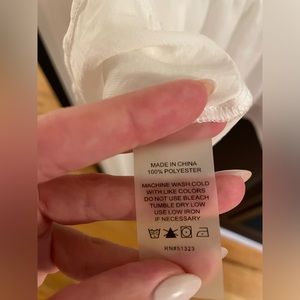 MADE IN CHINA
100% POLYESTER
MACHINE WASH COLD
WITH LIKE COLORS
DO NOT USE BLEACH
TUMBLE DRY LOW
USE LOW IRON
IF NECESSARY
RN#51323